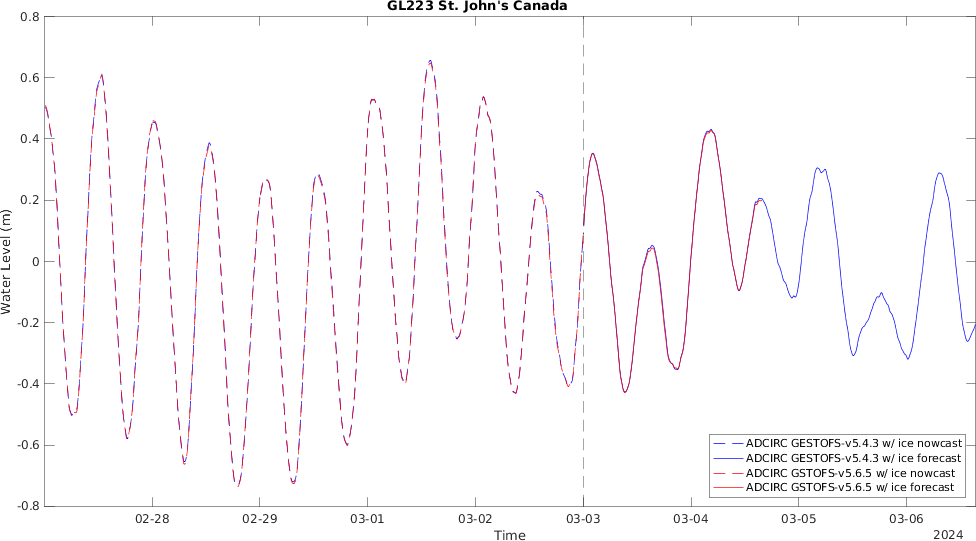 GL223 St. John's Canada
0.8
0.6
0.4
0.2
0
-0.2
-0.4
-0.6
-0.8
Water Level (m)
ADCIRC GESTOFS-v5.4.3 w/ ice nowcast
ADCIRC GESTOFS-v5.4.3 w/ ice forecast
ADCIRC GSTOFS-v5.6.5 w/ ice nowcast
ADCIRC GSTOFS-v5.6.5 w/ ice forecast
02-28 02-29 03-01 03-02 03-03 03-04 03-05 03-06
Time
2024